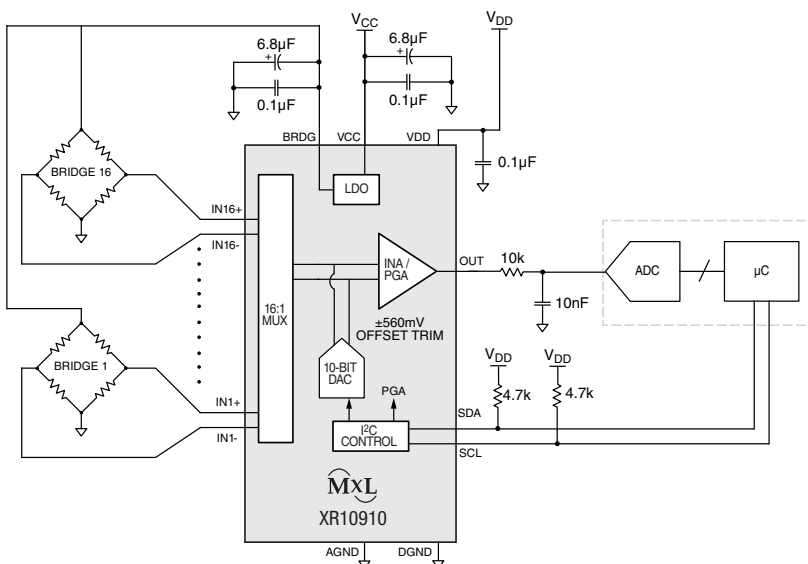 VCC
VDD
6.8µF
+
0.1µF
6.8µF
+
0.1µF
BRDG
VCC
VDD
0.1µF
BRIDGE 16
LDO
IN16+
IN16-
16:1
MUX
INA /
PGA
OUT
10k
10nF
ADC
µC
±560mV
OFFSET TRIM
BRIDGE 1
10-BIT
DAC
PGA
VDD
4.7k
VDD
4.7k
IN1+
IN1-
I²C
CONTROL
SDA
SCL
MxL
XR10910
AGND
DGND